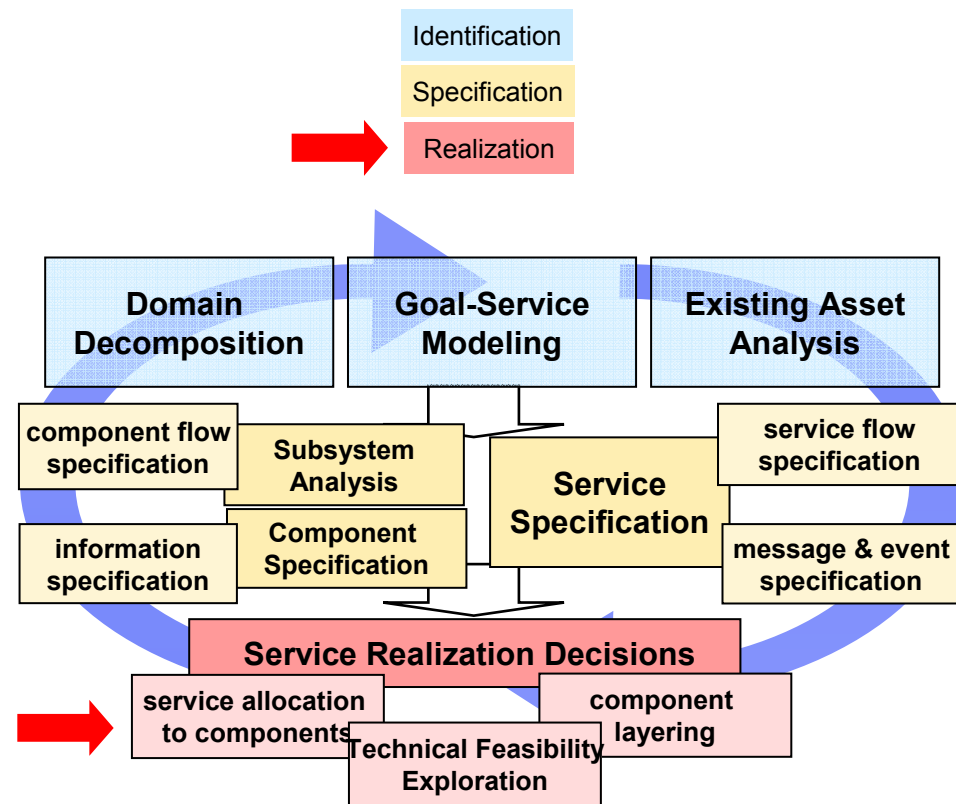 Identification
Specification
Realization
Domain
Decomposition
Goal-Service
Modeling
Existing Asset
Analysis
component flow
specification
Subsystem
Analysis
Service
Specification
service flow
specification
information
specification
Component
Specification
message & event
specification
Service Realization Decisions
service allocation
to components
Technical Feasibility
Exploration
component
layering